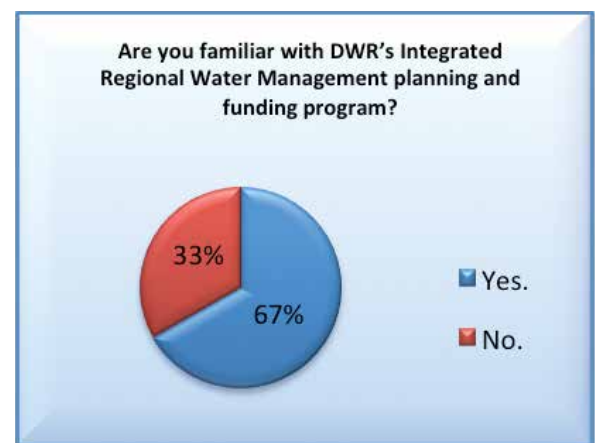 Are you familiar with DWR's Integrated
Regional Water Management planning and
funding program?
33%
67%
Yes.
No.